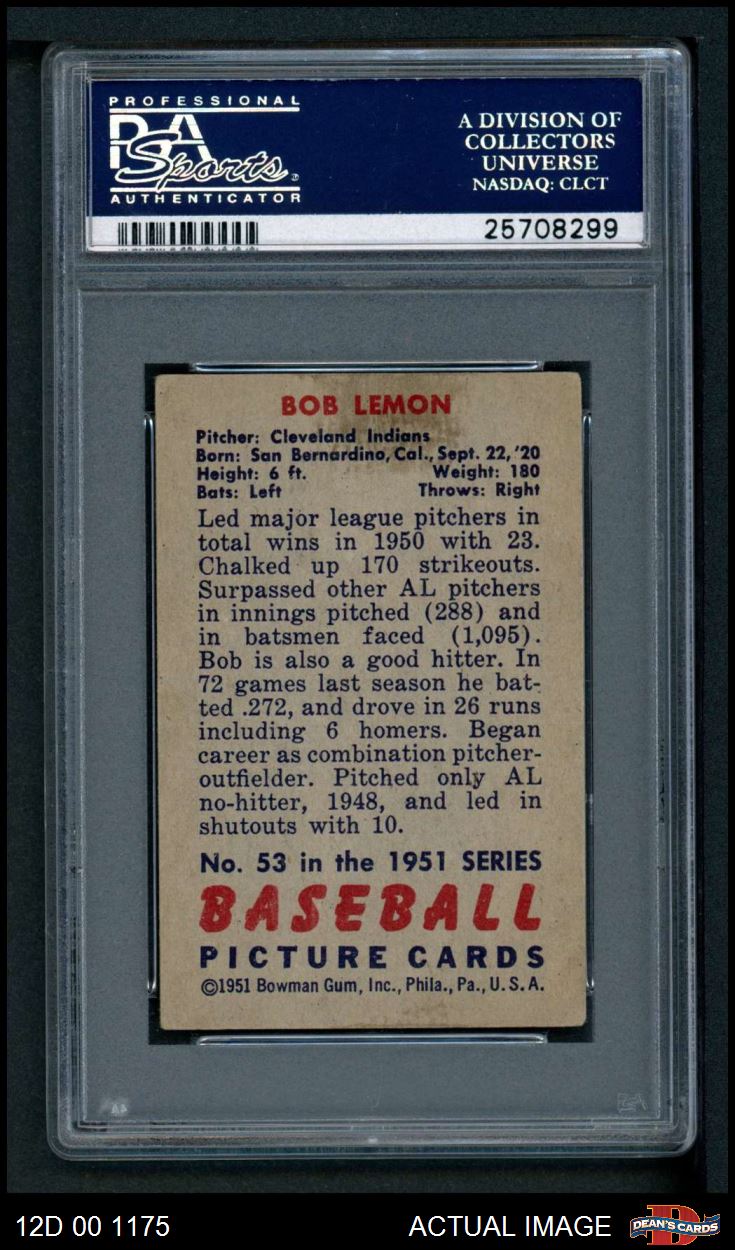 PROFESSIONAL
PSA
Sports
AUTHENTICATOR
A DIVISION OF
COLLECTORS
UNIVERSE
NASDAQ: CLCT
25708299
BOB LEMON
Pitcher: Cleveland Indians
Born: San Bernardino, Cal., Sept. 22, '20
Height: 6 ft. Weight: 180
Bats: Left Throws: Right
Led major league pitchers in
total wins in 1950 with 23.
Chalked up 170 strikeouts.
Surpassed other AL pitchers
in innings pitched (288) and
in batsmen faced (1,095).
Bob is also a good hitter. In
72 games last season he bat-
ted .272, and drove in 26 runs
including 6 homers. Began
career as combination pitcher-
outfielder. Pitched only AL
no-hitter, 1948, and led in
shutouts with 10.
No. 53 in the 1951 SERIES
BASEBALL
PICTURE CARDS
©1951 Bowman Gum, Inc., Phila., Pa., U. S. A.
PSA
12D 00 1175
ACTUAL IMAGE
D
DEAN'S CARDS